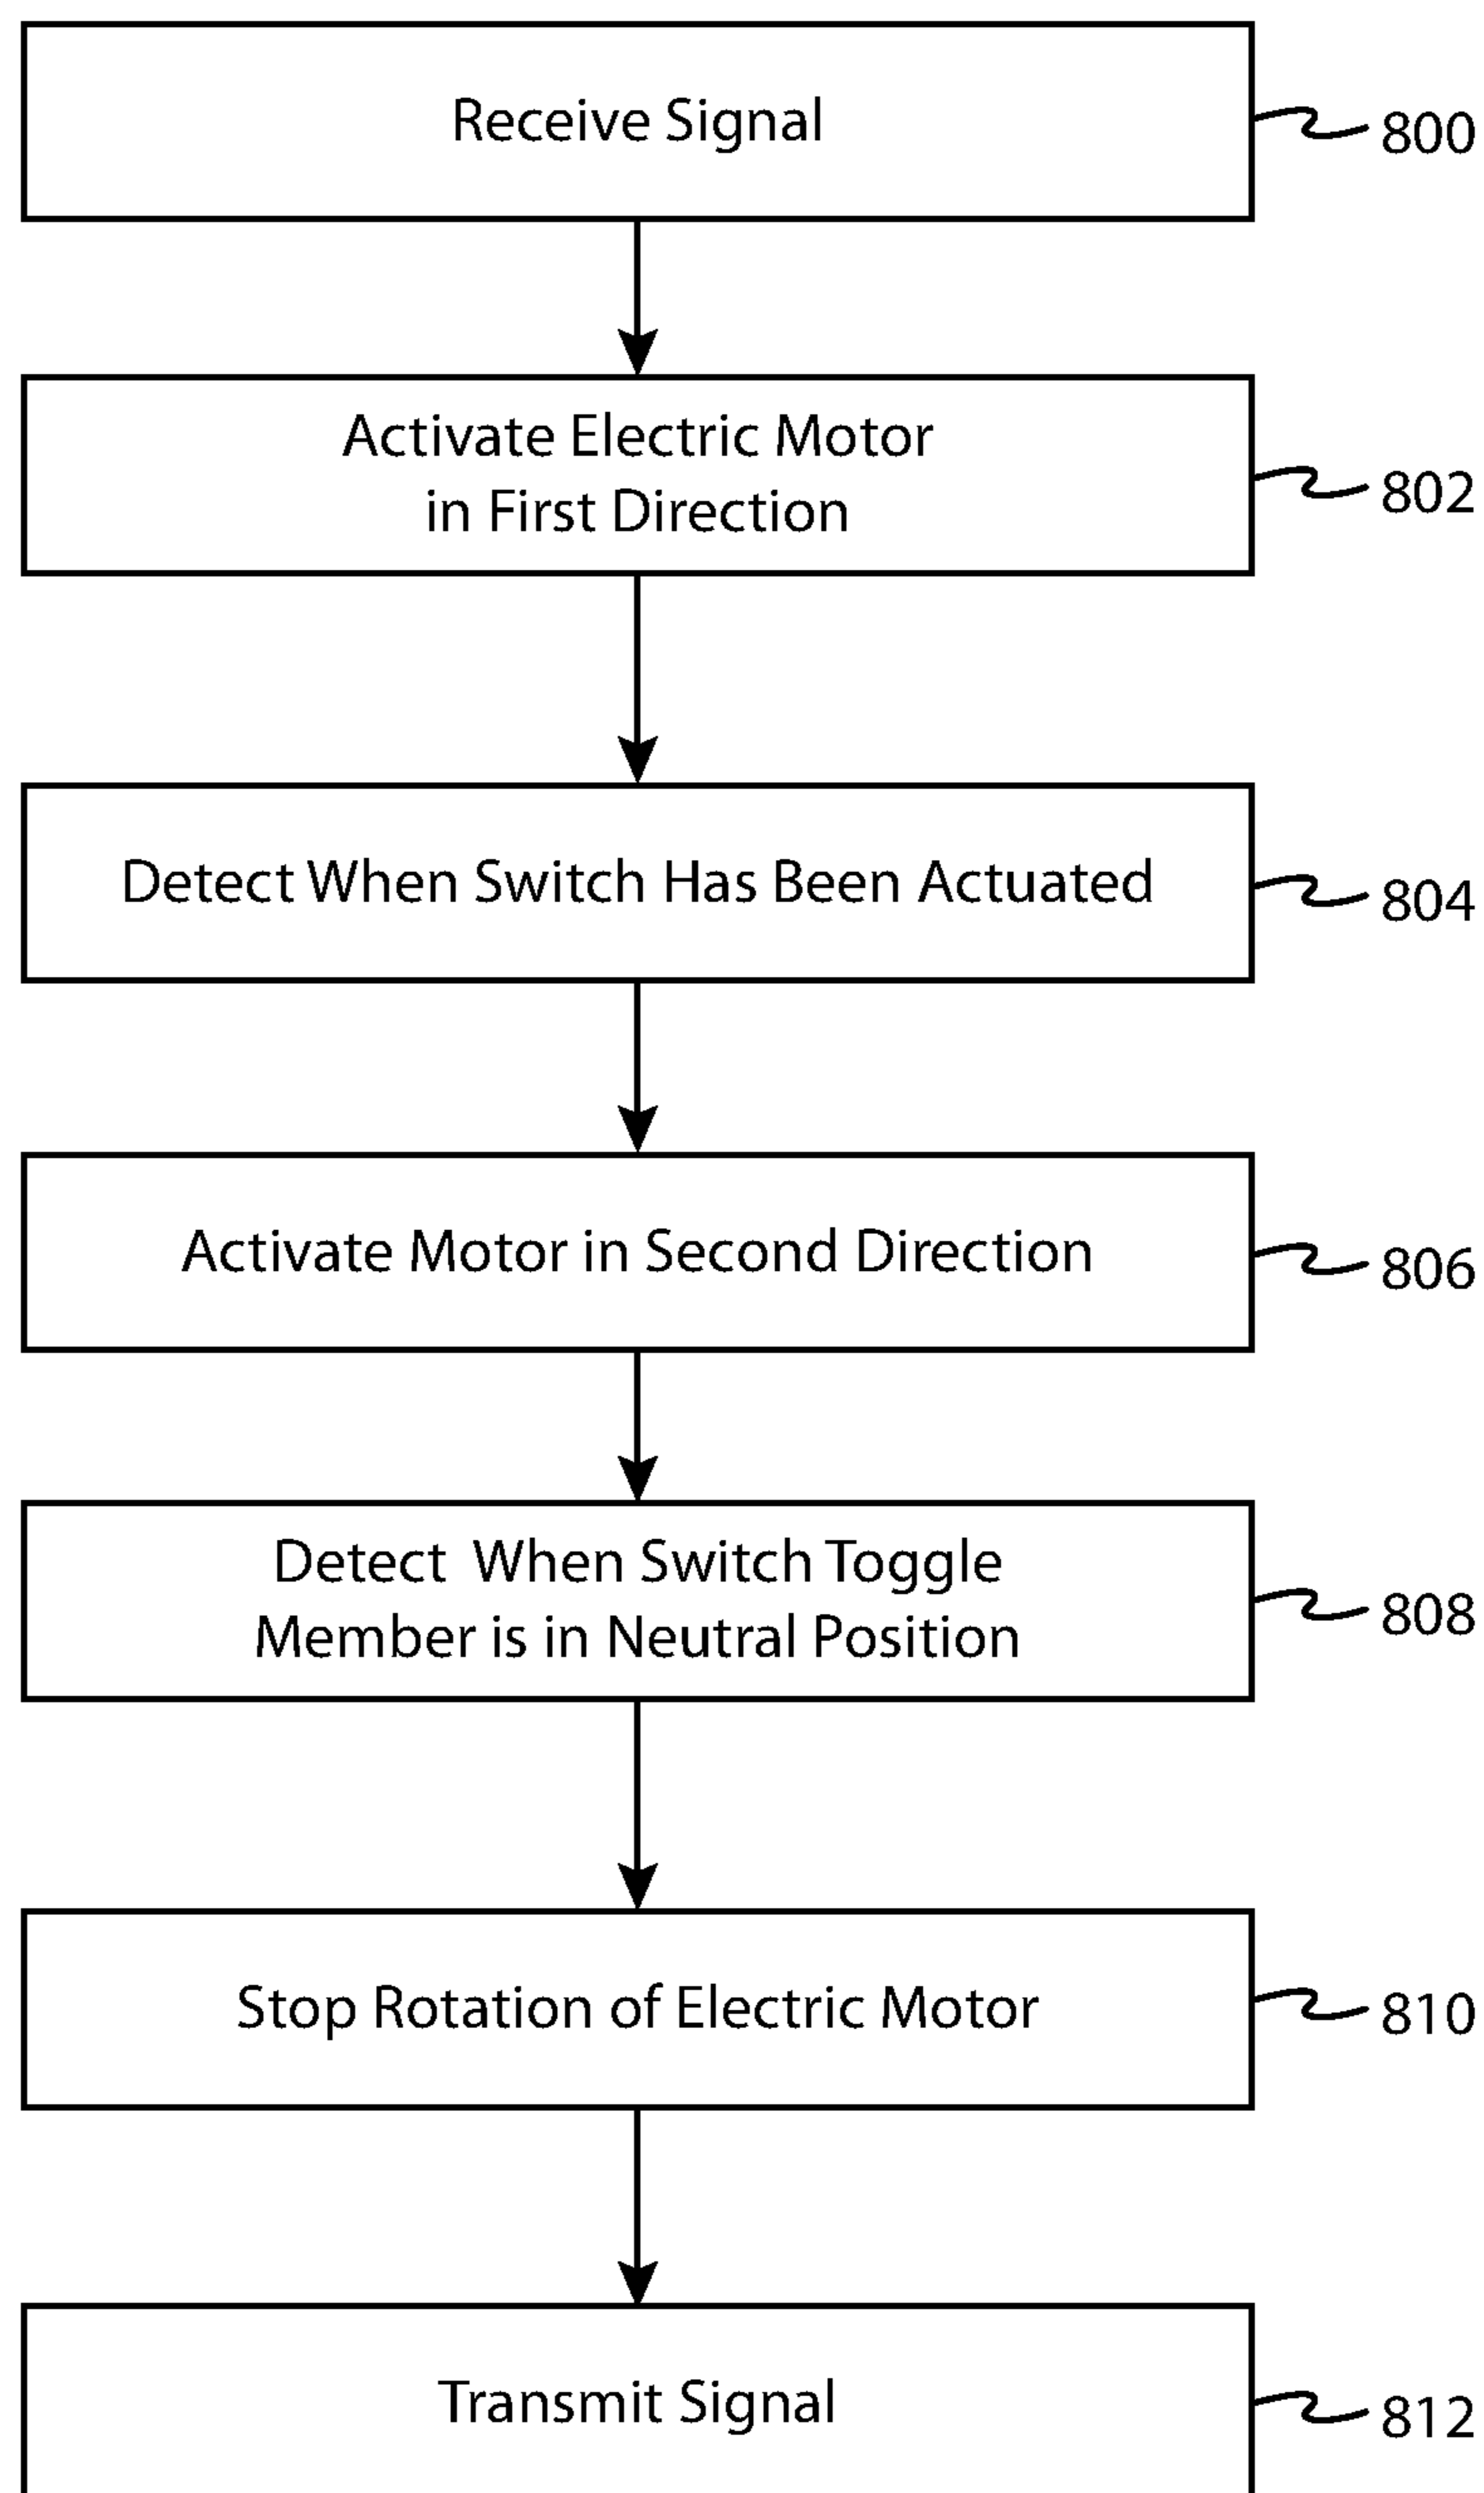 Receive Signal
800
Activate Electric Motor
in First Direction
802
Detect When Switch Has Been Actuated
804
Activate Motor in Second Direction
806
Detect When Switch Toggle
Member is in Neutral Position
808
Stop Rotation of Electric Motor
810
Transmit Signal
812